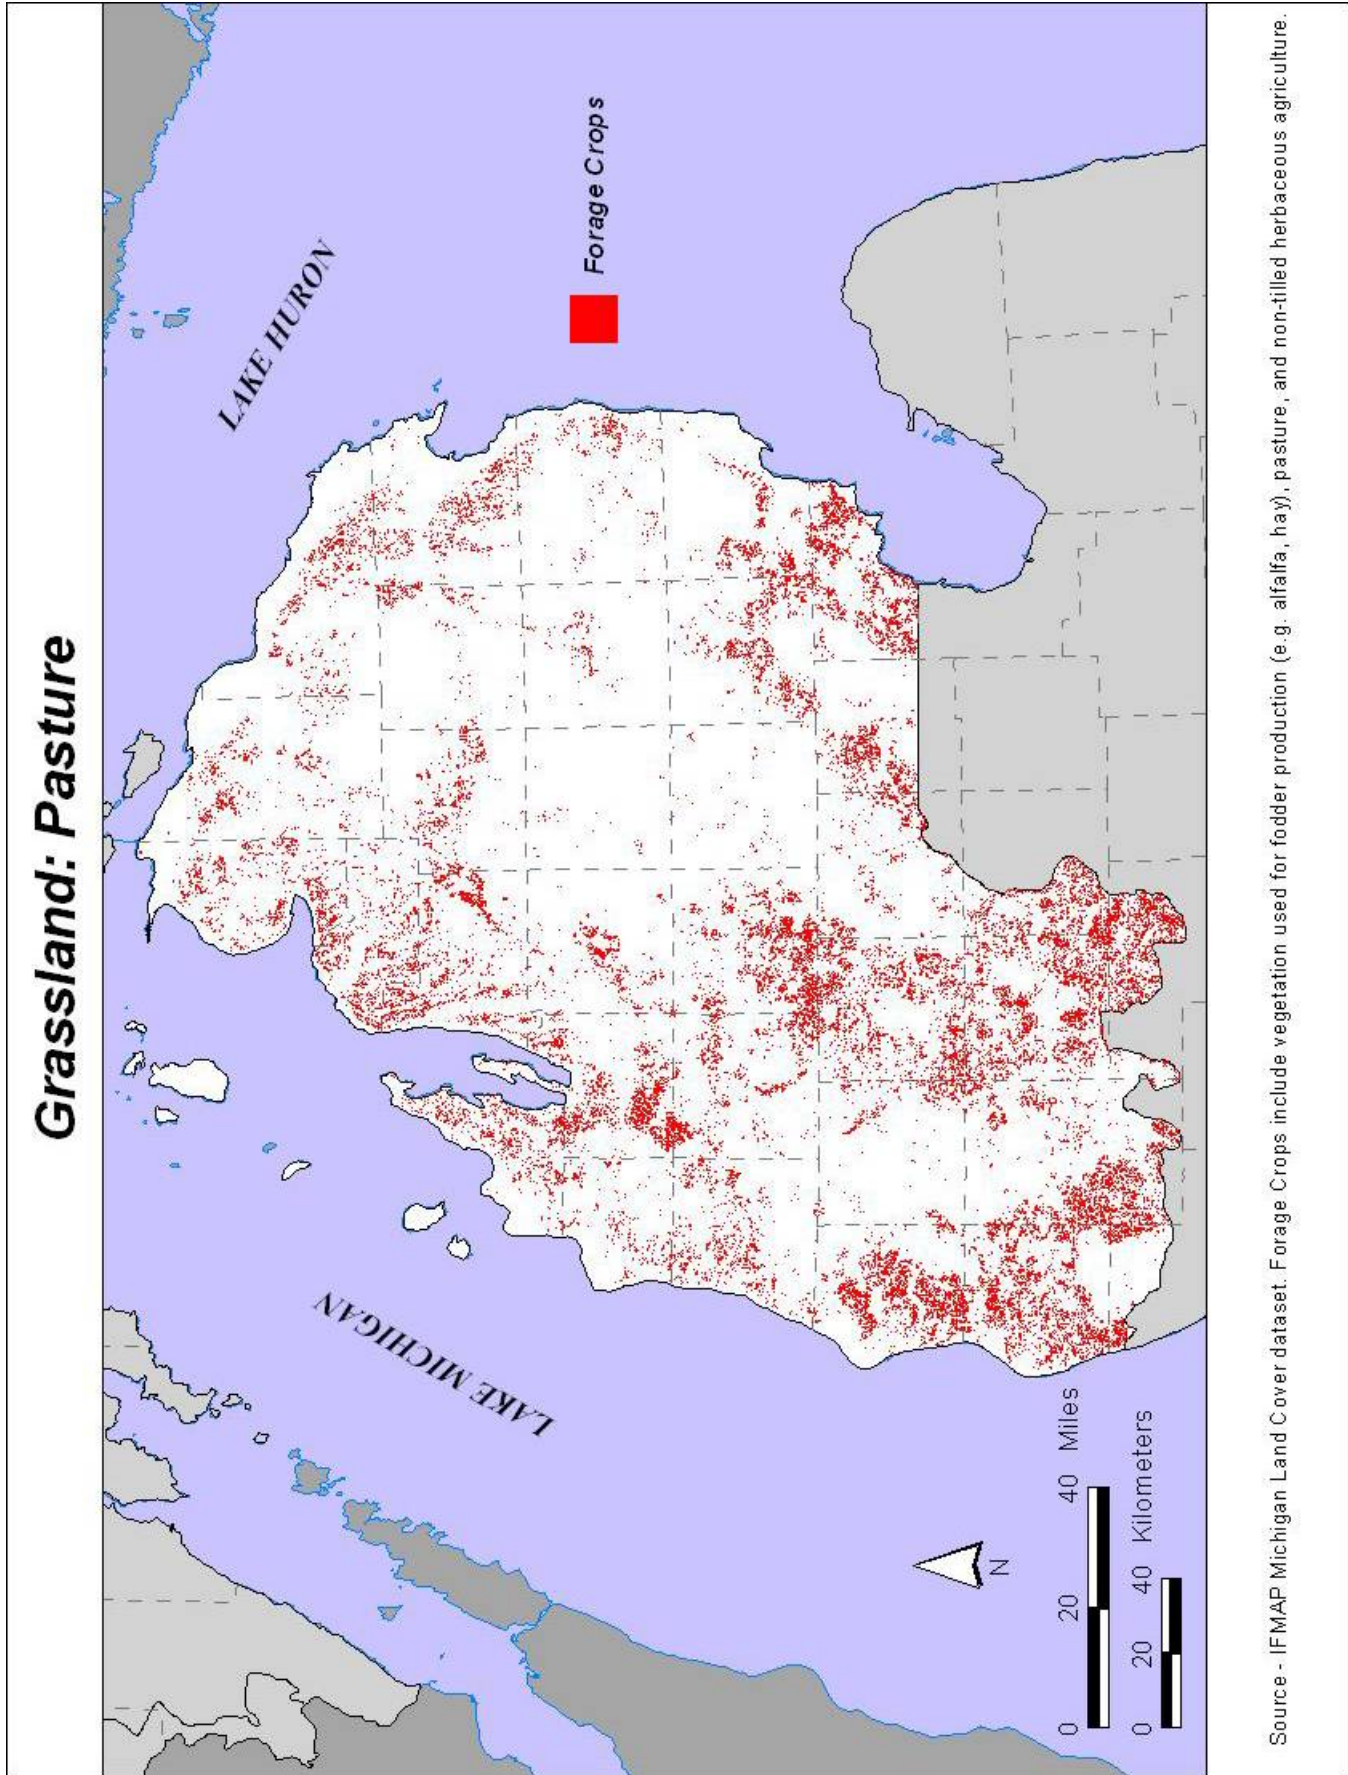 Grassland: Pasture
LAKE HURON
Forage Crops
LAKE MICHIGAN
N
0 20 40 Miles
0 20 40 Kilometers
Source - IFMAP Michigan Land Cover dataset. Forage Crops include vegetation used for fodder production (e.g. alfalfa, hay), pasture, and non-tilled herbaceous agriculture.